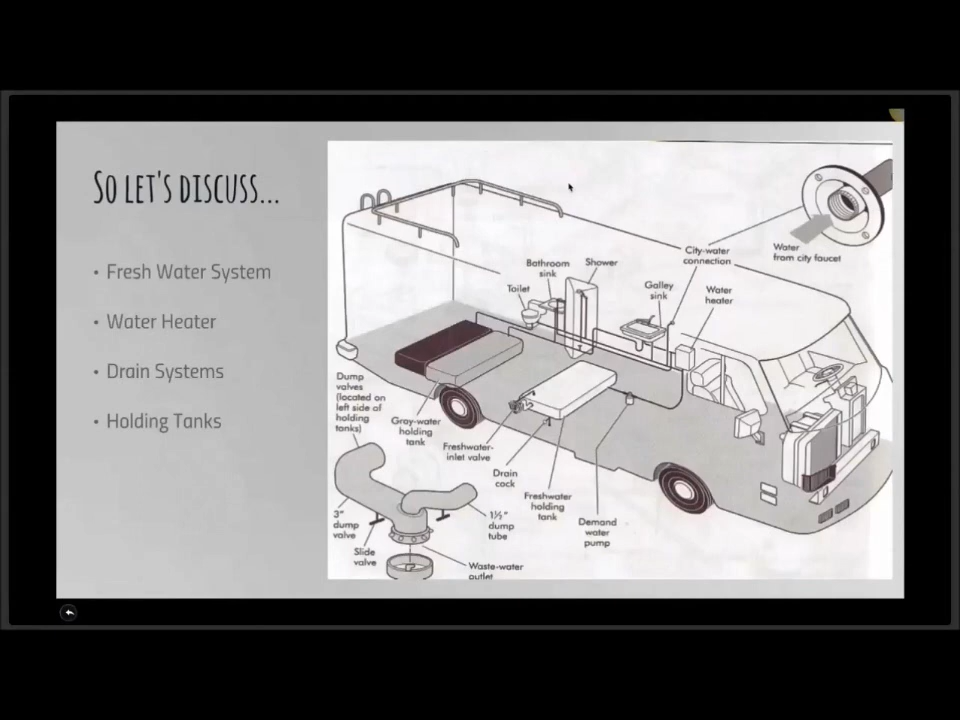 So let's discuss...
• Fresh Water System
• Water Heater
• Drain Systems
• Holding Tanks
City-water
connection
Water
from city faucet
Bathroom
sink
Shower
Toilet
Galley
sink
Water
heater
Dump
valves
(located on
left side of
holding
tanks)
Gray-water
holding
tank
Freshwater-
inlet valve
Drain
cock
Freshwater
holding
tank
Demand
water
pump
3"
dump
valve
Slide
valve
1½"
dump
tube
Waste-water
outlet